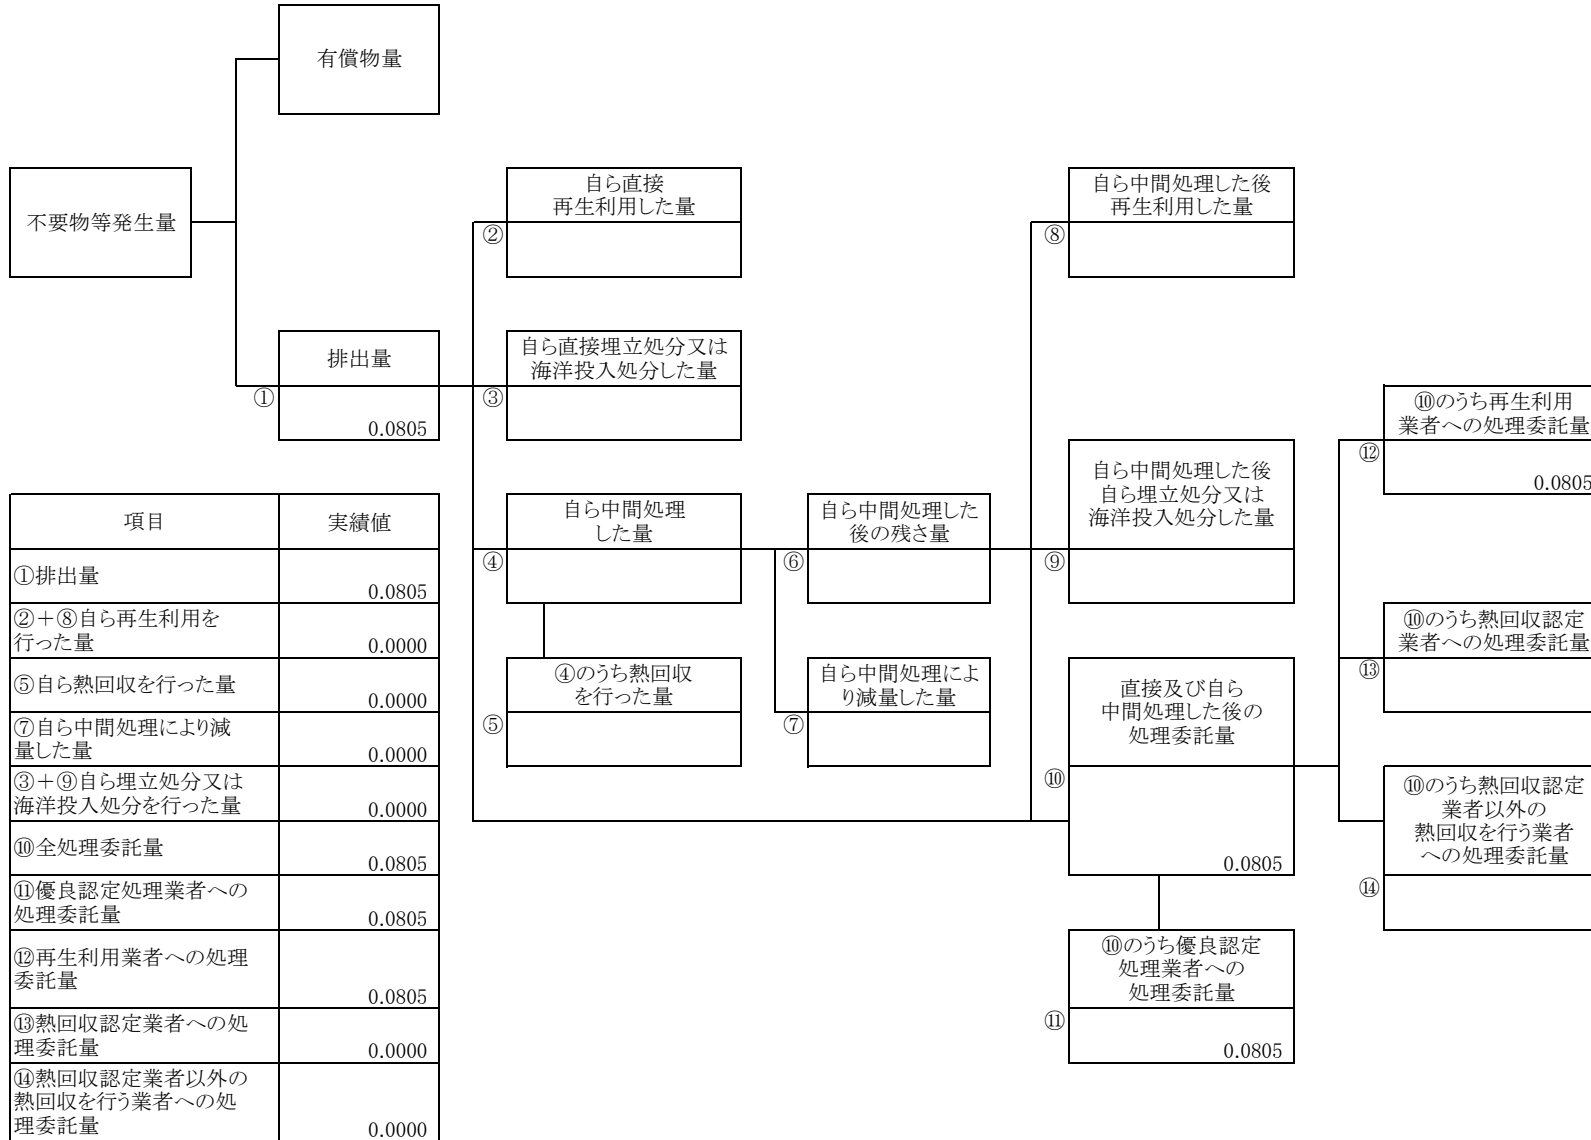 有償物量
不要物等発生量
自ら直接
再生利用した量
②
自ら中間処理した後
再生利用した量
⑧
排出量
①
0.0805
自ら直接埋立処分又は
海洋投入処分した量
③
⑩のうち再生利用
業者への処理委託量
⑫
0.0805
自ら中間処理した後
自ら埋立処分又は
海洋投入処分した量
⑨
自ら中間処理
した量
④
自ら中間処理した
後の残さ量
⑥
⑩のうち熱回収認定
業者への処理委託量
⑬
④のうち熱回収
を行った量
⑤
自ら中間処理によ
り減量した量
⑦
直接及び自ら
中間処理した後の
処理委託量
⑩
0.0805
⑩のうち熱回収認定
業者以外の
熱回収を行う業者
への処理委託量
⑭
⑩のうち優良認定
処理業者への
処理委託量
⑪
0.0805
項目 実績値
①排出量 0.0805
②＋⑧自ら再生利用を
行った量 0.0000
⑤自ら熱回収を行った量 0.0000
⑦自ら中間処理により減
量した量 0.0000
③＋⑨自ら埋立処分又は
海洋投入処分を行った量 0.0000
⑩全処理委託量 0.0805
⑪優良認定処理業者への
処理委託量 0.0805
⑫再生利用業者への処理
委託量 0.0805
⑬熱回収認定業者への処
理委託量 0.0000
⑭熱回収認定業者以外の
熱回収を行う業者への処
理委託量 0.0000